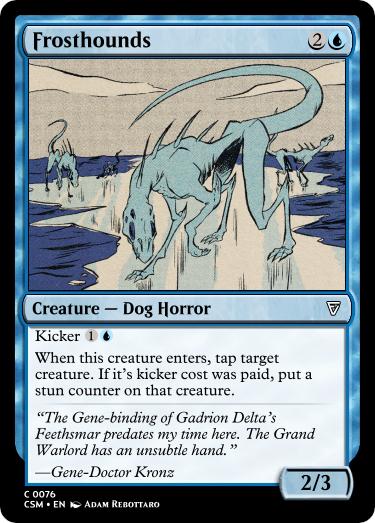 Frosthounds 2
Creature — Dog Horror
Kicker 1
When this creature enters, tap target
creature. If it's kicker cost was paid, put a
stun counter on that creature.
“The Gene-binding of Gadrion Delta's
Feethsmar predates my time here. The Grand
Warlord has an unsubtle hand.”
—Gene-Doctor Kronz
2/3
C 0076
CSM • EN Adam Rebottaro